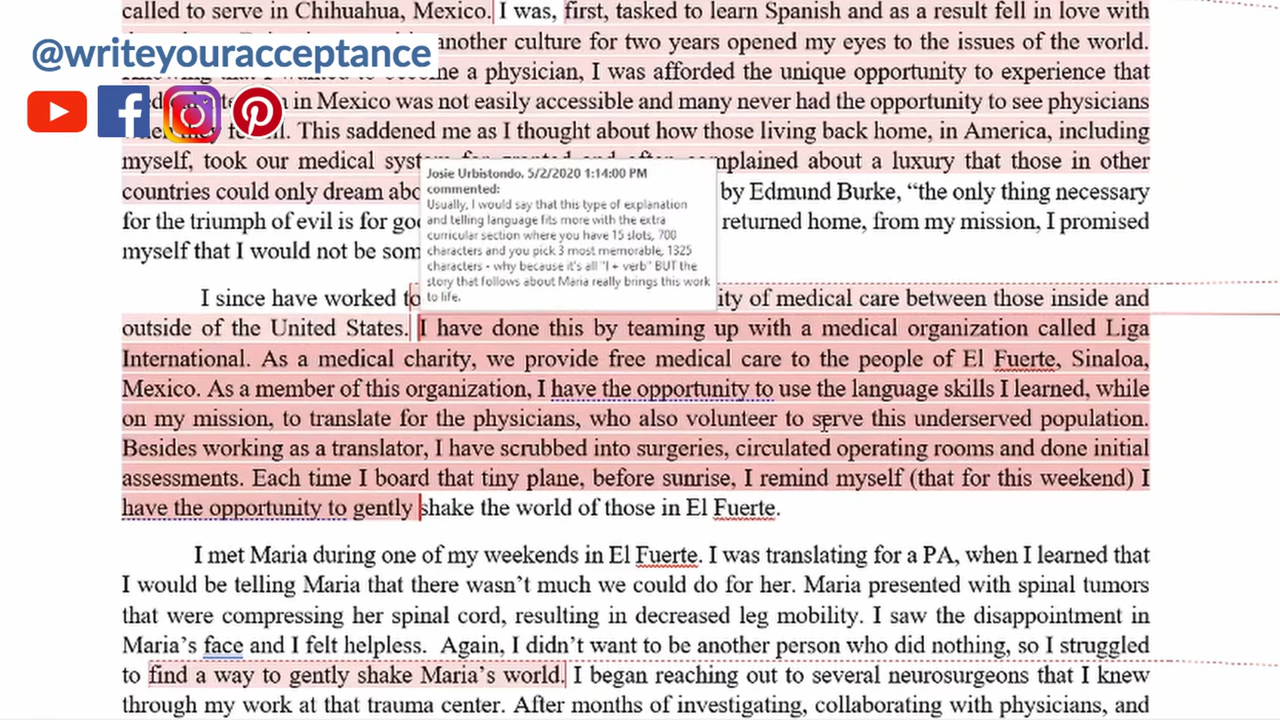 called to serve in Chihuahua, Mexico. I was, first, tasked to learn Spanish and as a result fell in love with
@writeyouracceptance another culture for two years opened my eyes to the issues of the world.
a physician, I was afforded the unique opportunity to experience that
in Mexico was not easily accessible and many never had the opportunity to see physicians
This saddened me as I thought about how those living back home, in America, including
myself, took our medical system for granted and often complained about a luxury that those in other
countries could only dream by Edmund Burke, “the only thing necessary
for the triumph of evil is for returned home, from my mission, I promised
myself that I would not be
Josie Urbistondo, 5/2/2020 1:14:00 PM
commented:
Usually, I would say that this type of explanation
and telling language fits more with the extra
curricular section where you have 15 slots, 700
characters and you pick 3 most memorable, 1325
characters - why because it's all "I + verb" BUT the
story that follows about Maria really brings this work
to life.
I since have worked to of medical care between those inside and
outside of the United States. I have done this by teaming up with a medical organization called Liga
International. As a medical charity, we provide free medical care to the people of El Fuerte, Sinaloa,
Mexico. As a member of this organization, I have the opportunity to use the language skills I learned, while
on my mission, to translate for the physicians, who also volunteer to serve this underserved population.
Besides working as a translator, I have scrubbed into surgeries, circulated operating rooms and done initial
assessments. Each time I board that tiny plane, before sunrise, I remind myself (that for this weekend) I
have the opportunity to gently shake the world of those in El Fuerte.
I met Maria during one of my weekends in El Fuerte. I was translating for a PA, when I learned that
I would be telling Maria that there wasn’t much we could do for her. Maria presented with spinal tumors
that were compressing her spinal cord, resulting in decreased leg mobility. I saw the disappointment in
Maria’s face and I felt helpless. Again, I didn’t want to be another person who did nothing, so I struggled
to find a way to gently shake Maria’s world. I began reaching out to several neurosurgeons that I knew
through my work at that trauma center. After months of investigating, collaborating with physicians, and